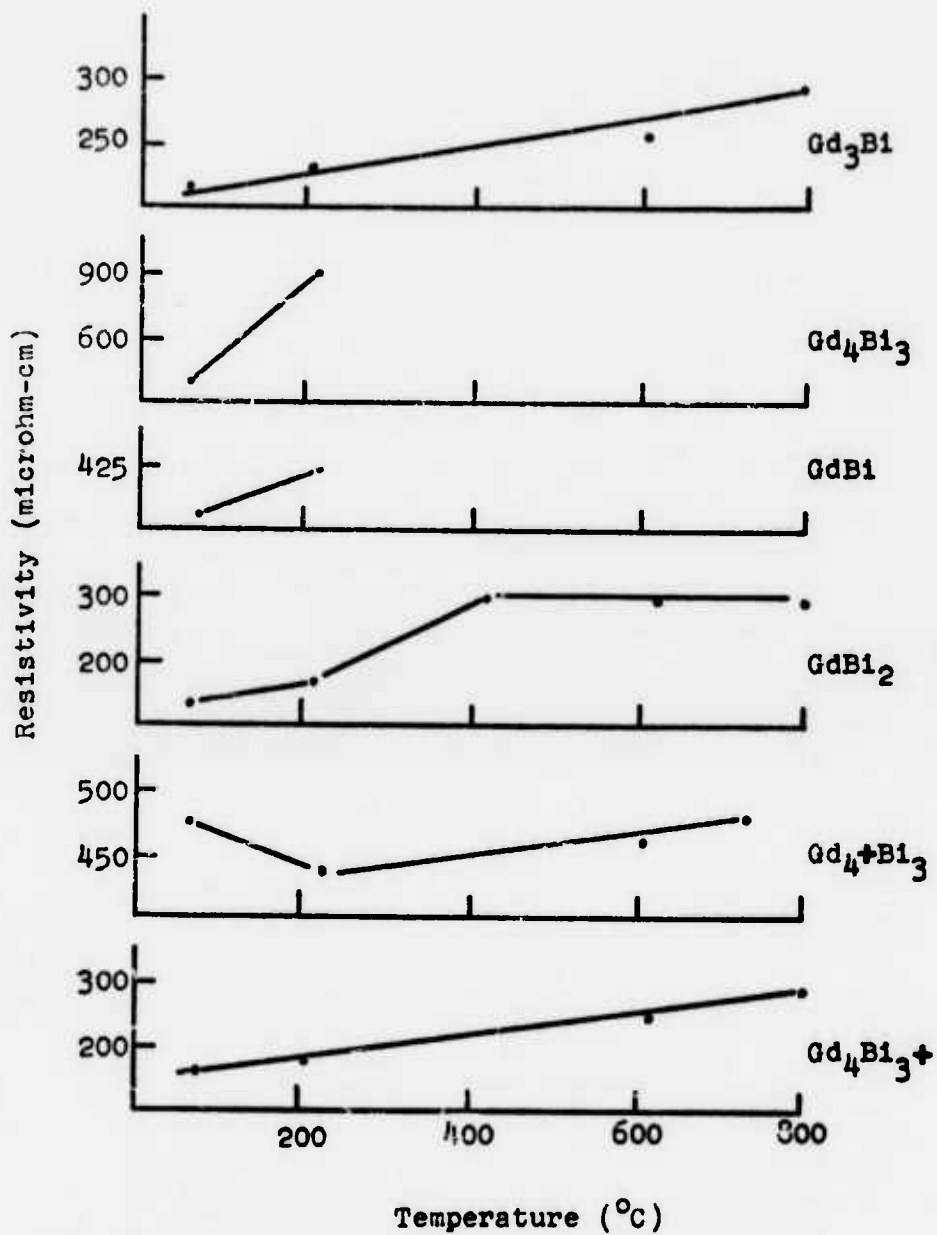 300
250
Gd3Bi
900
600
Gd4Bi3
425
GdBi
300
200
GdBi2
500
450
Gd4+Bi3
300
200
Gd4Bi3+
200 400 600 800
Resistivity (microhm-cm)
Temperature (°C)